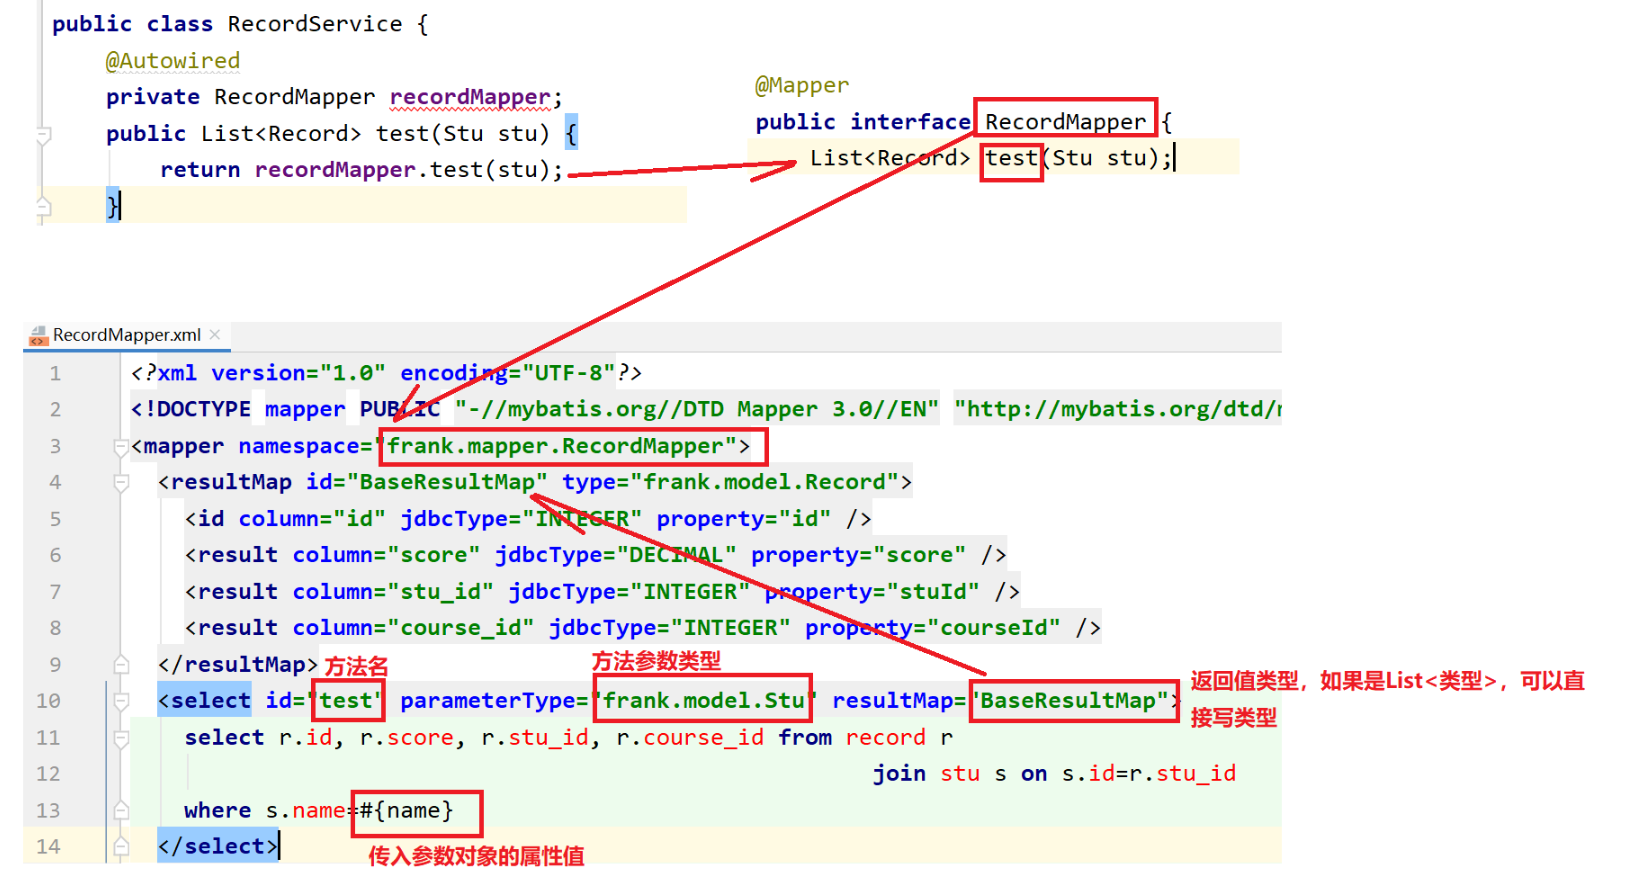 public class RecordService {
@Autowired
private RecordMapper recordMapper;
public List<Record> test(Stu stu) {
return recordMapper.test(stu);
}
@Mapper
public interface RecordMapper {
List<Record> test(Stu stu);
RecordMapper.xml
1 <?xml version="1.0" encoding="UTF-8"?>
2 <!DOCTYPE mapper PUBLIC "-//mybatis.org//DTD Mapper 3.0//EN" "http://mybatis.org/dtd/
3 <mapper namespace="frank.mapper.RecordMapper">
4 <resultMap id="BaseResultMap" type="frank.model.Record">
5 <id column="id" jdbcType="INTEGER" property="id" />
6 <result column="score" jdbcType="DECIMAL" property="score" />
7 <result column="stu_id" jdbcType="INTEGER" property="stuId" />
8 <result column="course_id" jdbcType="INTEGER" property="courseId" />
9 </resultMap>
方法名
方法参数类型
10 <select id="test" parameterType="frank.model.Stu" resultMap="BaseResultMap">
返回值类型，如果是List<类型>，可以直
接写类型
11 select r.id, r.score, r.stu_id, r.course_id from record r
12 join stu s on s.id=r.stu_id
13 where s.name=#{name}
14 </select>
传入参数对象的属性值